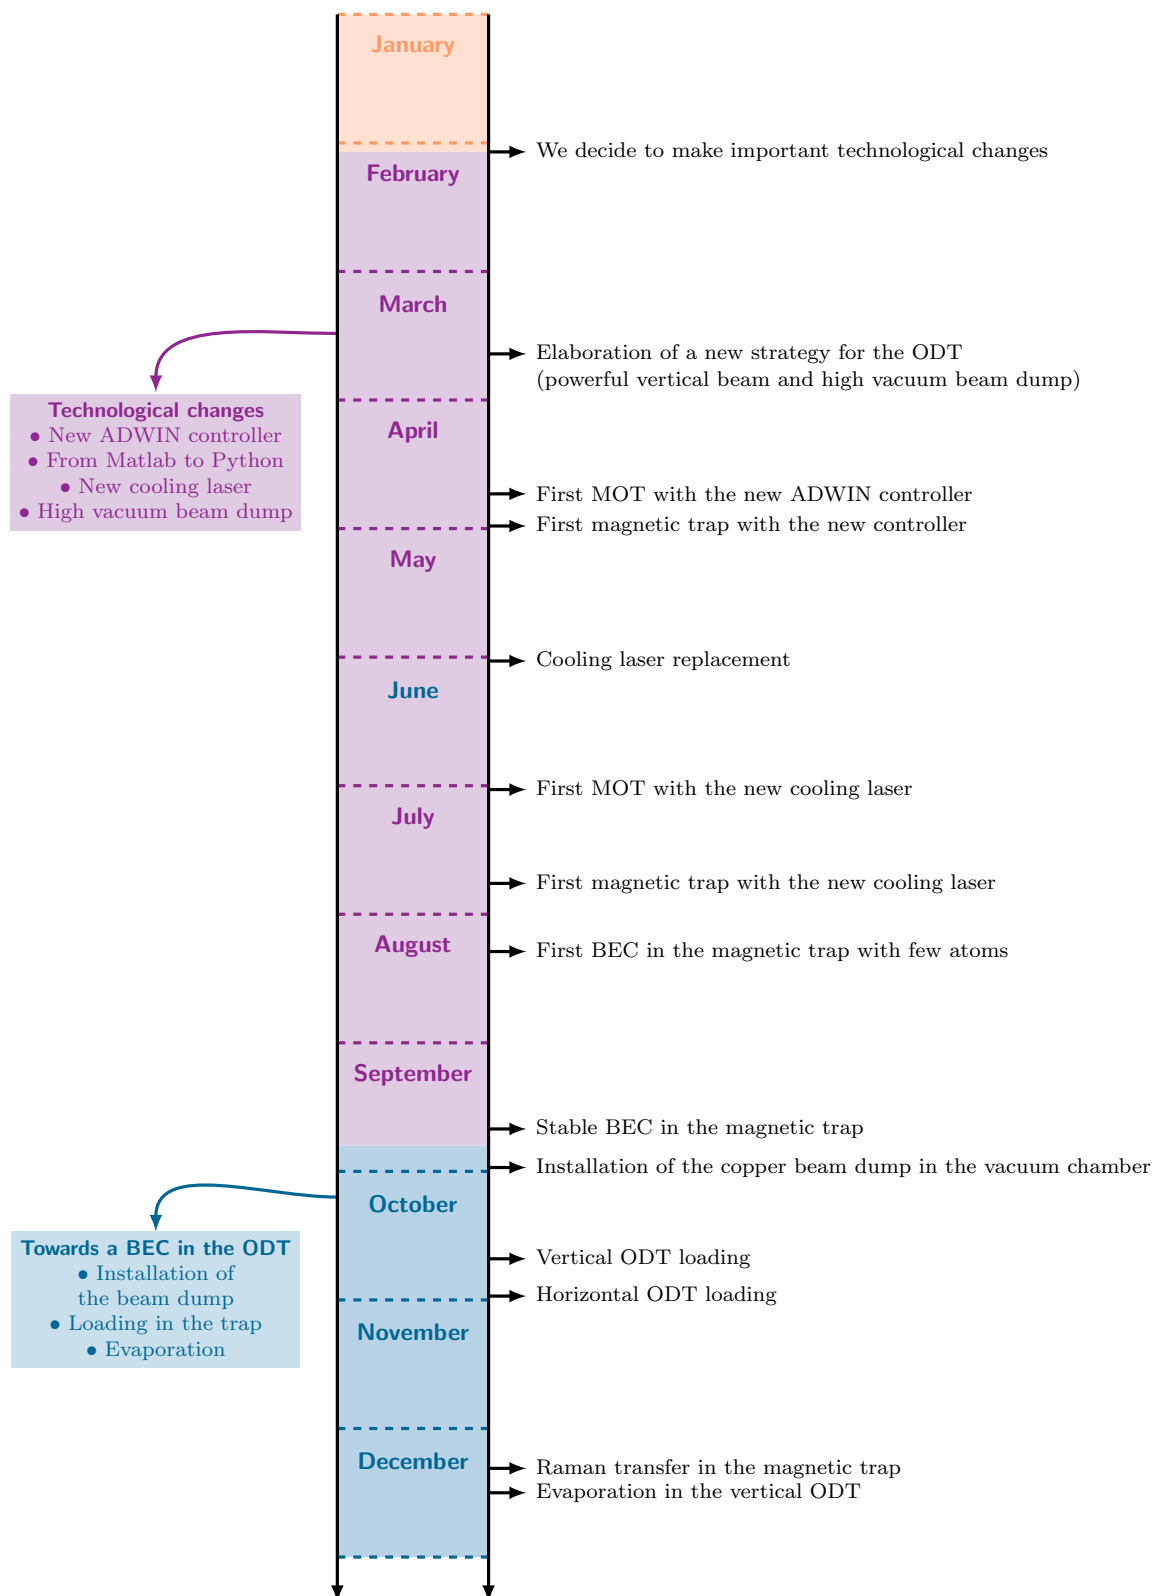 January
We decide to make important technological changes
February
March
Elaboration of a new strategy for the ODT
(powerful vertical beam and high vacuum beam dump)
Technological changes
• New ADWIN controller
• From Matlab to Python
• New cooling laser
• High vacuum beam dump
April
First MOT with the new ADWIN controller
First magnetic trap with the new controller
May
Cooling laser replacement
June
First MOT with the new cooling laser
July
First magnetic trap with the new cooling laser
August
First BEC in the magnetic trap with few atoms
September
Stable BEC in the magnetic trap
Installation of the copper beam dump in the vacuum chamber
October
Towards a BEC in the ODT
• Installation of
the beam dump
• Loading in the trap
• Evaporation
Vertical ODT loading
Horizontal ODT loading
November
December
Raman transfer in the magnetic trap
Evaporation in the vertical ODT